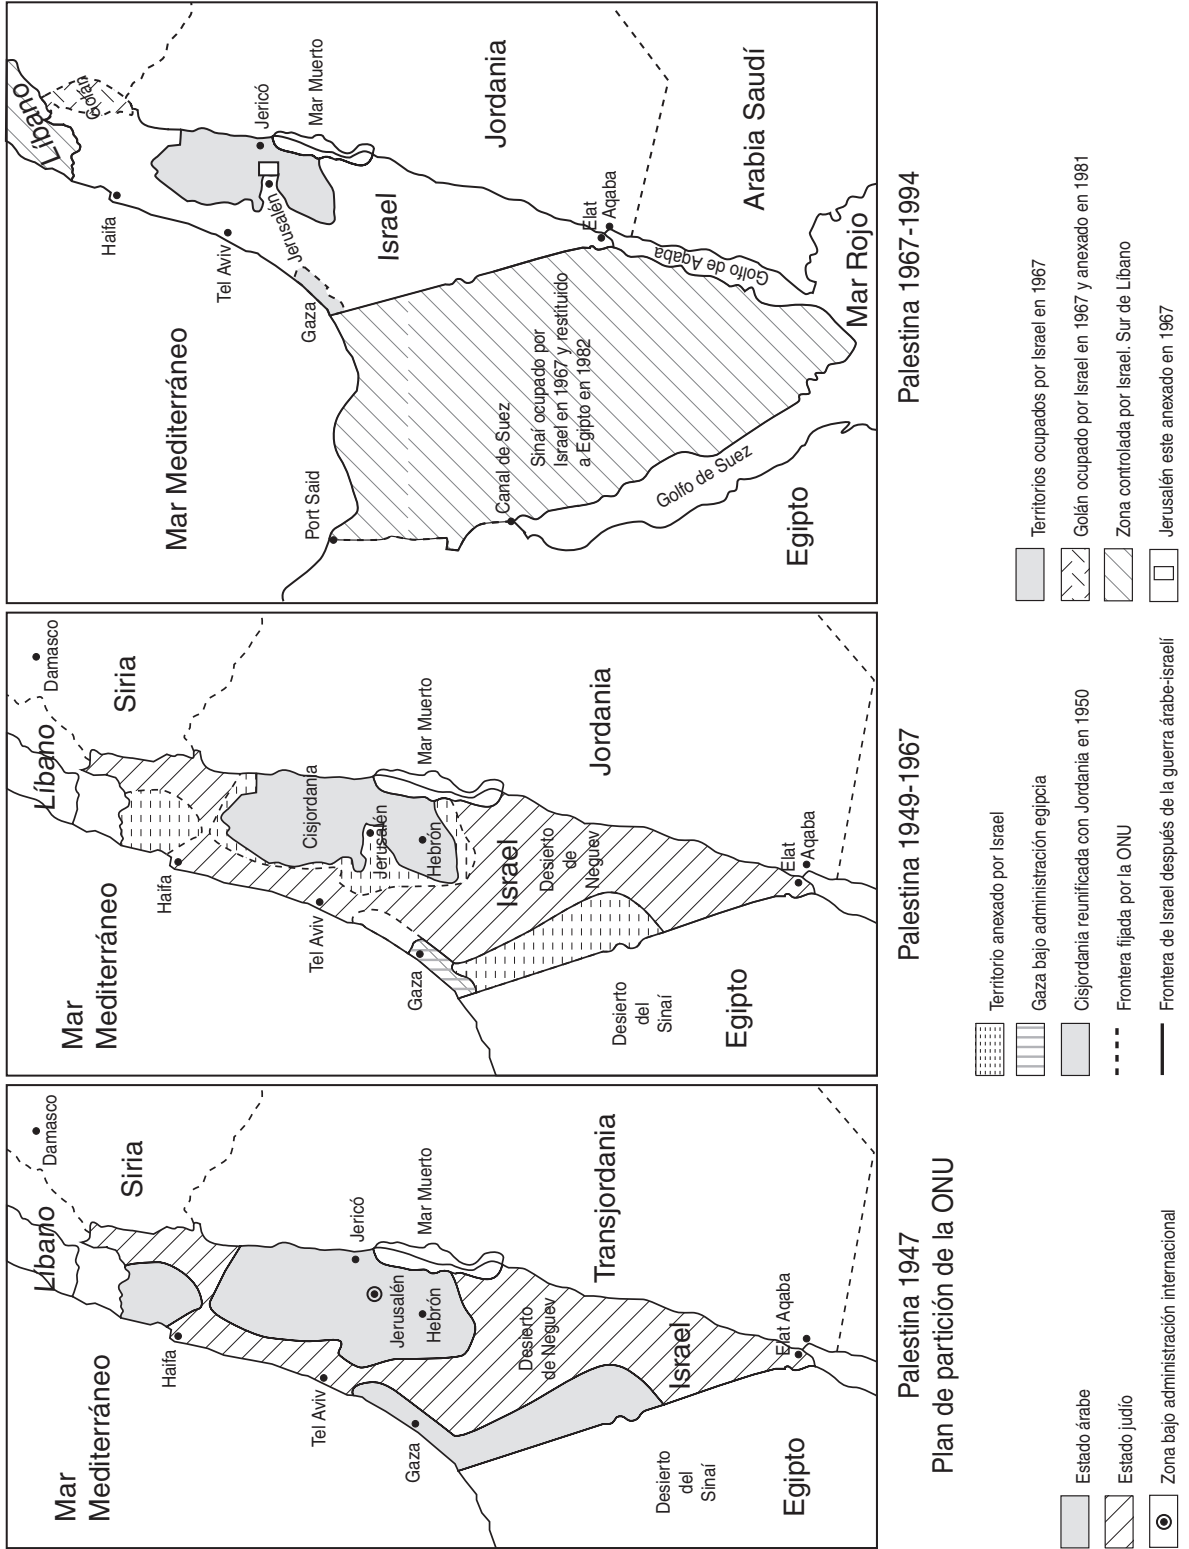 Mar
Mediterráneo
Líbano
Damasco
Siria
Haifa
Tel Aviv
Jericó
Jerusalén
Mar Muerto
Hebrón
Gaza
Desierto
de Neguev
Transjordania
Israel
Desierto
del
Sinaí
Egipto
Elat Aqaba
Palestina 1947
Plan de partición de la ONU
Estado árabe
Estado judío
Zona bajo administración internacional
Mar
Mediterráneo
Líbano
Damasco
Siria
Haifa
Tel Aviv
Cisjordania
Jerusalén
Mar Muerto
Hebrón
Gaza
Israel
Desierto
de
Neguev
Jordania
Desierto
del
Sinaí
Egipto
Elat
Aqaba
Palestina 1949-1967
Territorio anexado por Israel
Gaza bajo administración egipcia
Cisjordania reunificada con Jordania en 1950
Frontera fijada por la ONU
Frontera de Israel después de la guerra árabe-israelí
Líbano
Golán
Haifa
Mar Mediterráneo
Tel Aviv
Jericó
Jerusalén
Mar Muerto
Gaza
Port Said
Israel
Jordania
Canal de Suez
Sinaí ocupado por
Israel en 1967 y restituido
a Egipto en 1982
Elat
Aqaba
Golfo de Aqaba
Golfo de Suez
Arabia Saudí
Egipto
Mar Rojo
Palestina 1967-1994
Territorios ocupados por Israel en 1967
Golán ocupado por Israel en 1967 y anexado en 1981
Zona controlada por Israel. Sur de Líbano
Jerusalén este anexado en 1967